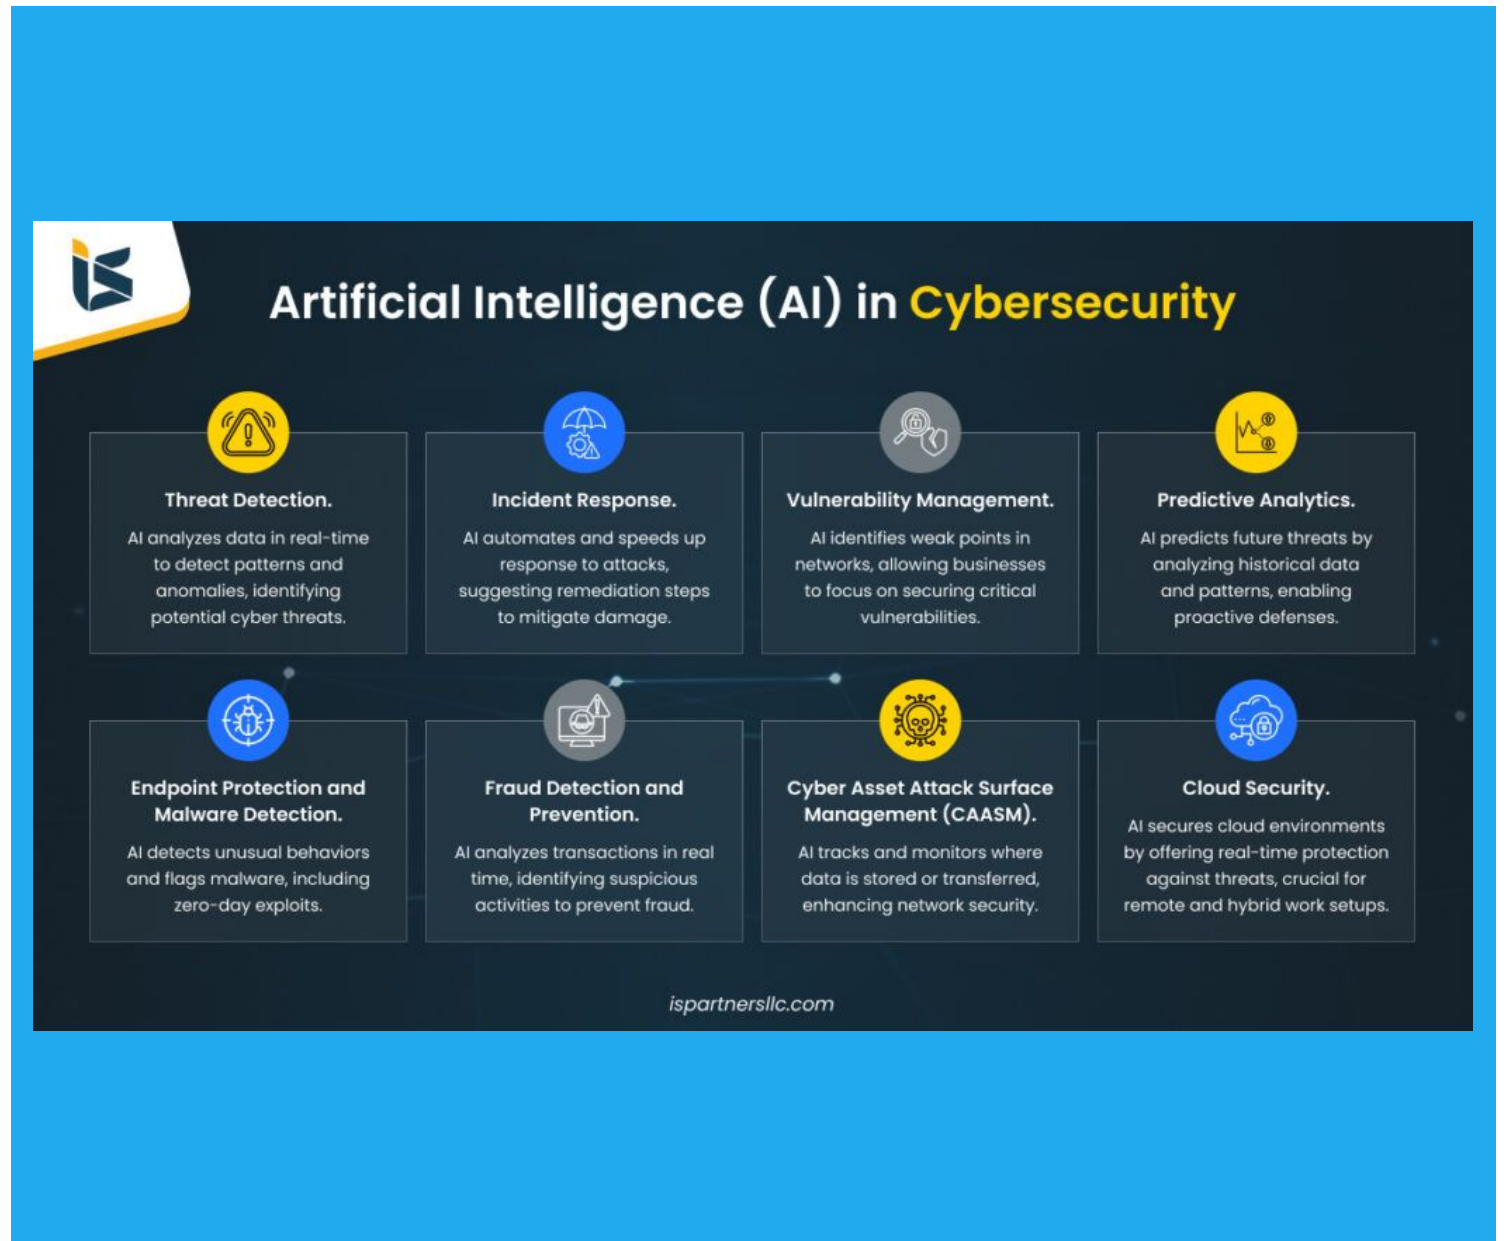 is
Artificial Intelligence (AI) in Cybersecurity
Threat Detection.
AI analyzes data in real-time
to detect patterns and
anomalies, identifying
potential cyber threats.
Incident Response.
AI automates and speeds up
response to attacks,
suggesting remediation steps
to mitigate damage.
Vulnerability Management.
AI identifies weak points in
networks, allowing businesses
to focus on securing critical
vulnerabilities.
Predictive Analytics.
AI predicts future threats by
analyzing historical data
and patterns, enabling
proactive defenses.
Endpoint Protection and
Malware Detection.
AI detects unusual behaviors
and flags malware, including
zero-day exploits.
Fraud Detection and
Prevention.
AI analyzes transactions in real
time, identifying suspicious
activities to prevent fraud.
Cyber Asset Attack Surface
Management (CAASM).
AI tracks and monitors where
data is stored or transferred,
enhancing network security.
Cloud Security.
AI secures cloud environments
by offering real-time protection
against threats, crucial for
remote and hybrid work setups.
ispartnersllc.com